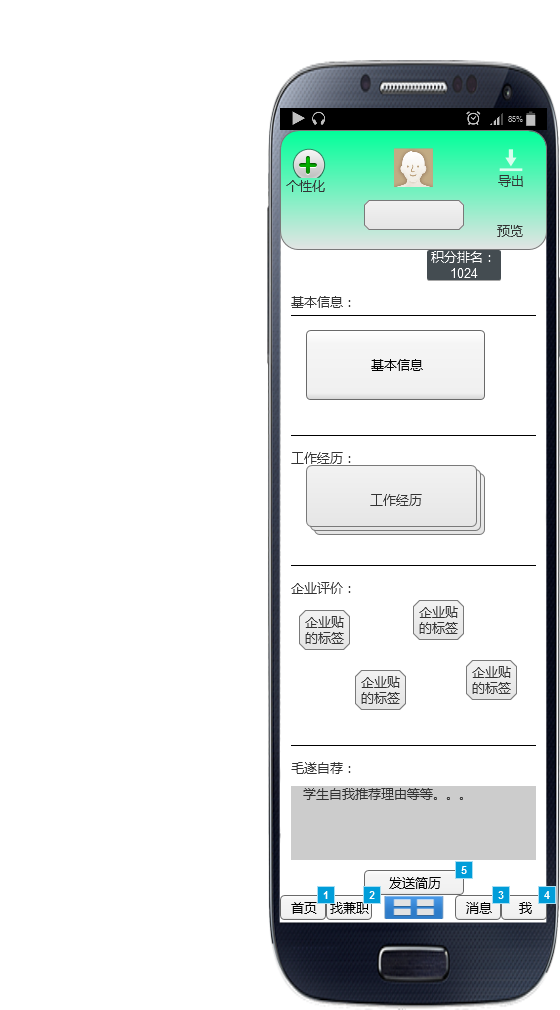 85%
个性化
导出
预览
积分排名：
1024
基本信息：
基本信息
工作经历：
工作经历
企业评价：
企业贴
的标签
企业贴
的标签
企业贴
的标签
企业贴
的标签
毛遂自荐：
学生自我推荐理由等等。。。
发送简历
5
首页
1
找兼职
2
消息
3
我
4